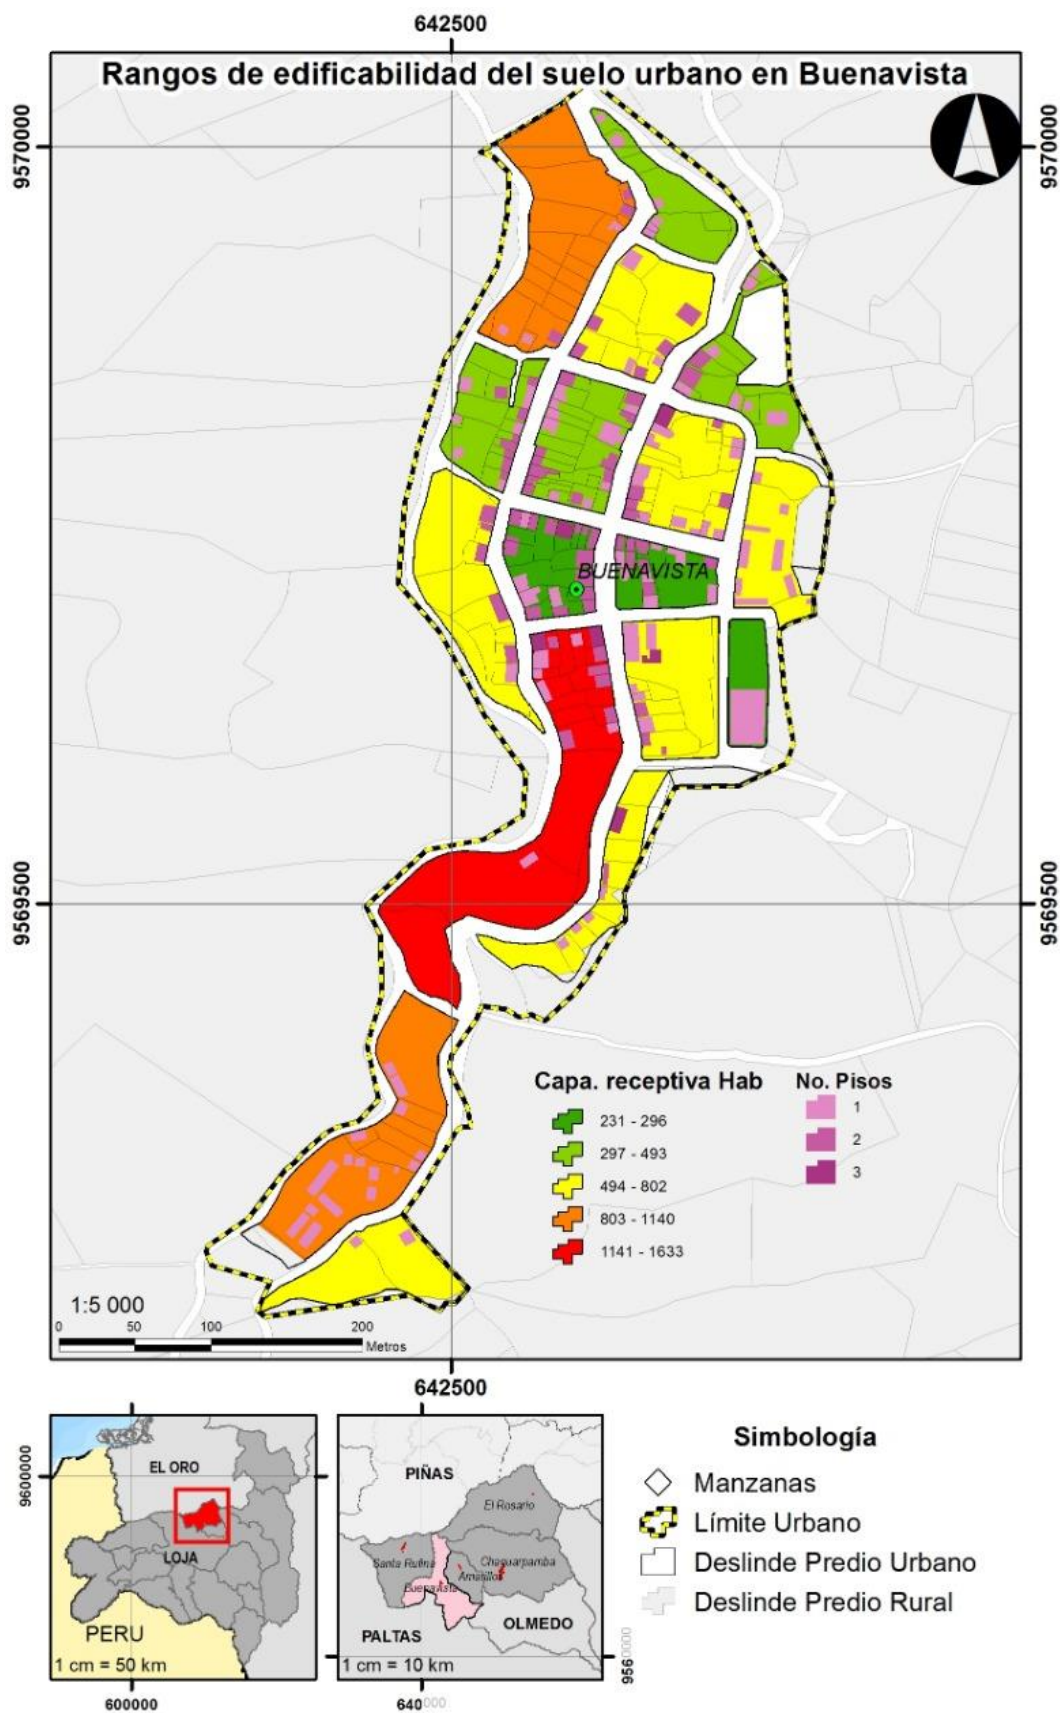 642500
Rangos de edificabilidad del suelo urbano en Buenavista
9570000
9570000
BUENAVISTA
9569500
9569500
Capa. receptiva Hab
231 - 296
297 - 493
494 - 802
803 - 1140
1141 - 1633
No. Pisos
1
2
3
1:5 000
0 50 100 200
Metros
642500
9600000
EL ORO
LOJA
PERU
1 cm = 50 km
600000
PIÑAS
El Rosario
Santa Rufina
Chaguarpamba
Amarillos
Buenavista
OLMEDO
PALTAS
1 cm = 10 km
9560000
640000
Simbología
Manzanas
Límite Urbano
Deslinde Predio Urbano
Deslinde Predio Rural